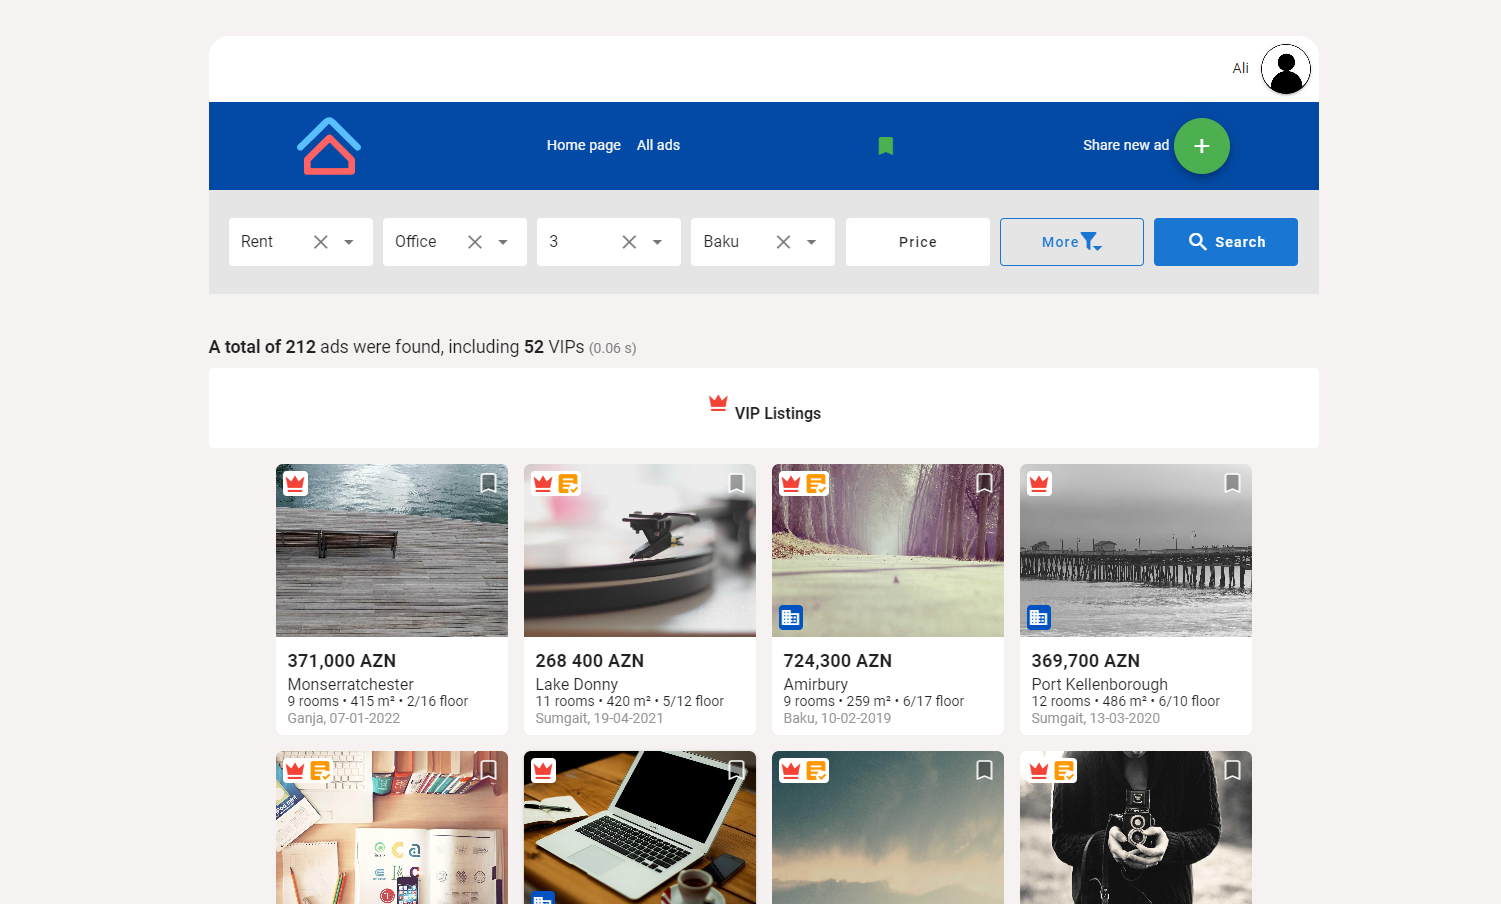 Ali
Home page All ads Share new ad
Rent Office 3 Baku Price More Search
A total of 212 ads were found, including 52 VIPs (0.06 s)
VIP Listings
371,000 AZN
Monserratchester
9 rooms • 415 m² • 2/16 floor
Ganja, 07-01-2022
268 400 AZN
Lake Donny
11 rooms • 420 m² • 5/12 floor
Sumgait, 19-04-2021
724,300 AZN
Amirbury
9 rooms • 259 m² • 6/17 floor
Baku, 10-02-2019
369,700 AZN
Port Kellenborough
12 rooms • 486 m² • 6/10 floor
Sumgait, 13-03-2020